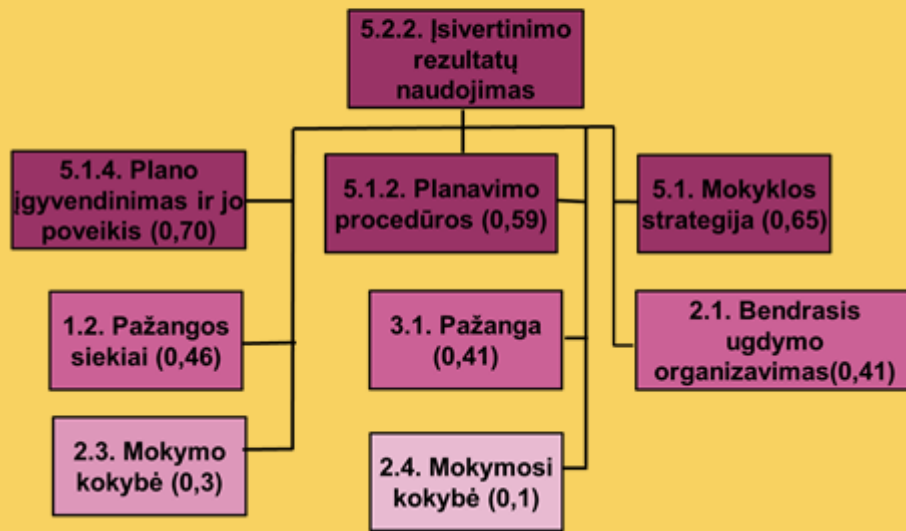 5.2.2. Įsivertinimo
rezultatų
naudojimas
5.1.4. Plano
įgyvendinimas ir jo
poveikis (0,70)
5.1.2. Planavimo
procedūros (0,59)
5.1. Mokyklos
strategija (0,65)
1.2. Pažangos
siekiai (0,46)
3.1. Pažanga
(0,41)
2.1. Bendrasis
ugdymo
organizavimas(0,41)
2.3. Mokymo
kokybė (0,3)
2.4. Mokymosi
kokybė (0,1)